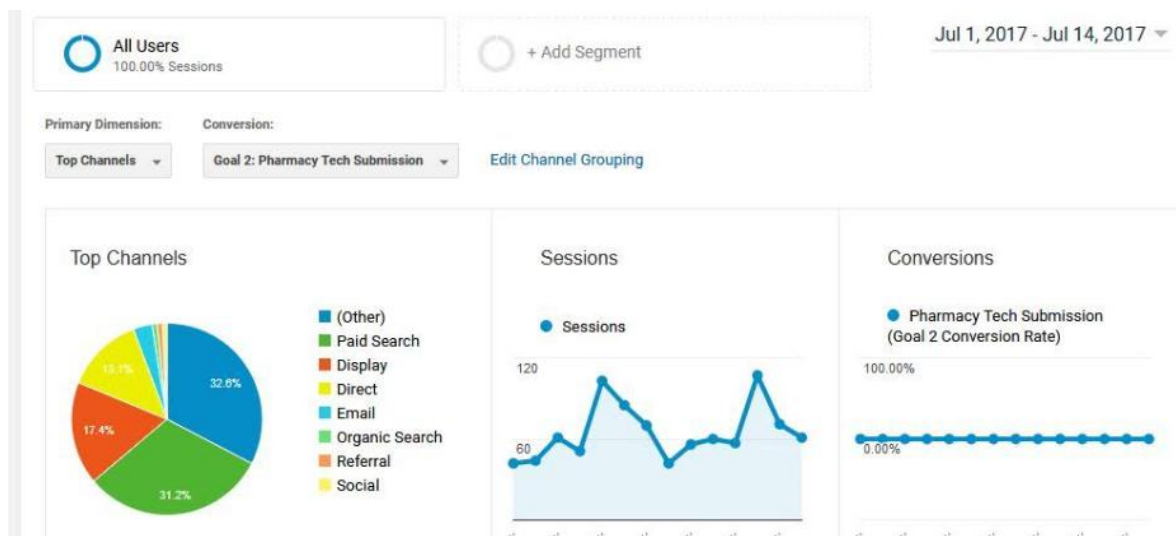 All Users
100.00% Sessions
+ Add Segment
Jul 1, 2017 - Jul 14, 2017
Primary Dimension:
Conversion:
Top Channels
Goal 2: Pharmacy Tech Submission
Edit Channel Grouping
Top Channels
(Other)
Paid Search
Display
Direct
Email
Organic Search
Referral
Social
13.1%
32.6%
17.4%
31.2%
Sessions
Sessions
120
60
Conversions
Pharmacy Tech Submission
(Goal 2 Conversion Rate)
100.00%
0.00%